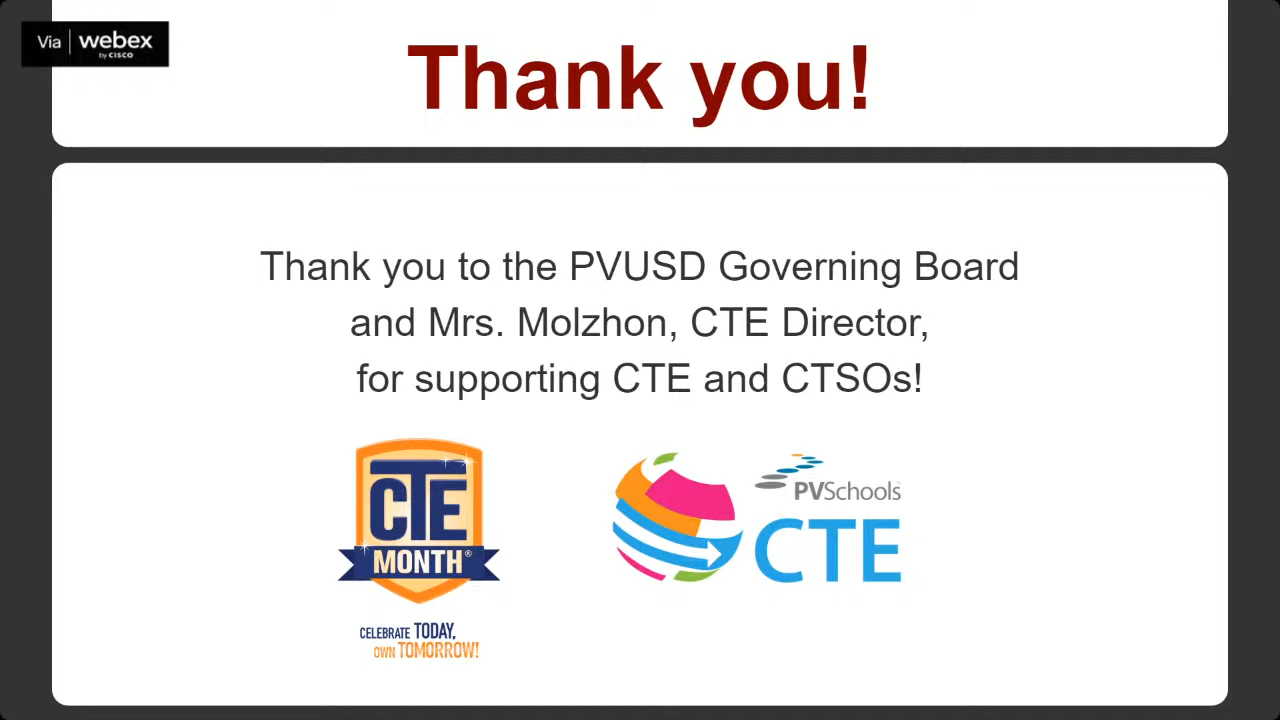 Via webex
by CISCO
Thank you!
Thank you to the PVUSD Governing Board
and Mrs. Molzhon, CTE Director,
for supporting CTE and CTSOs!
CTE
MONTH®
CELEBRATE TODAY,
OWN TOMORROW!
PVSchools
CTE